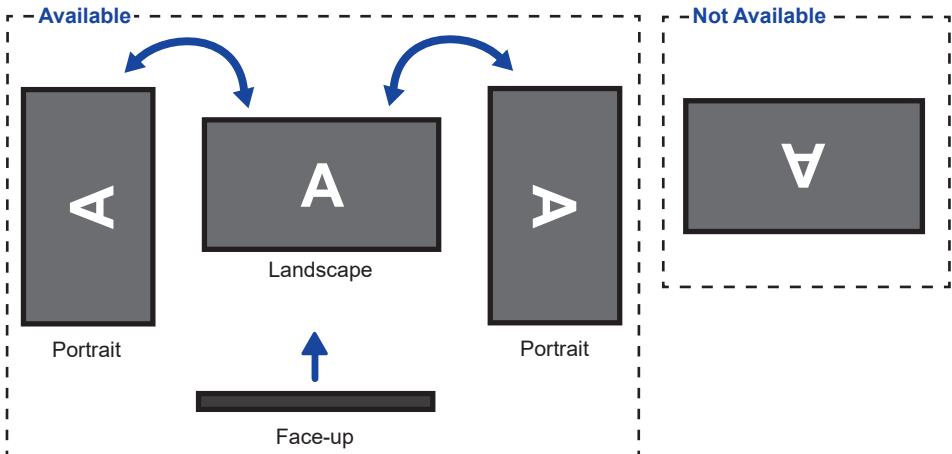 Available
Not Available
A
A
A
A
Landscape
Portrait
Portrait
Face-up